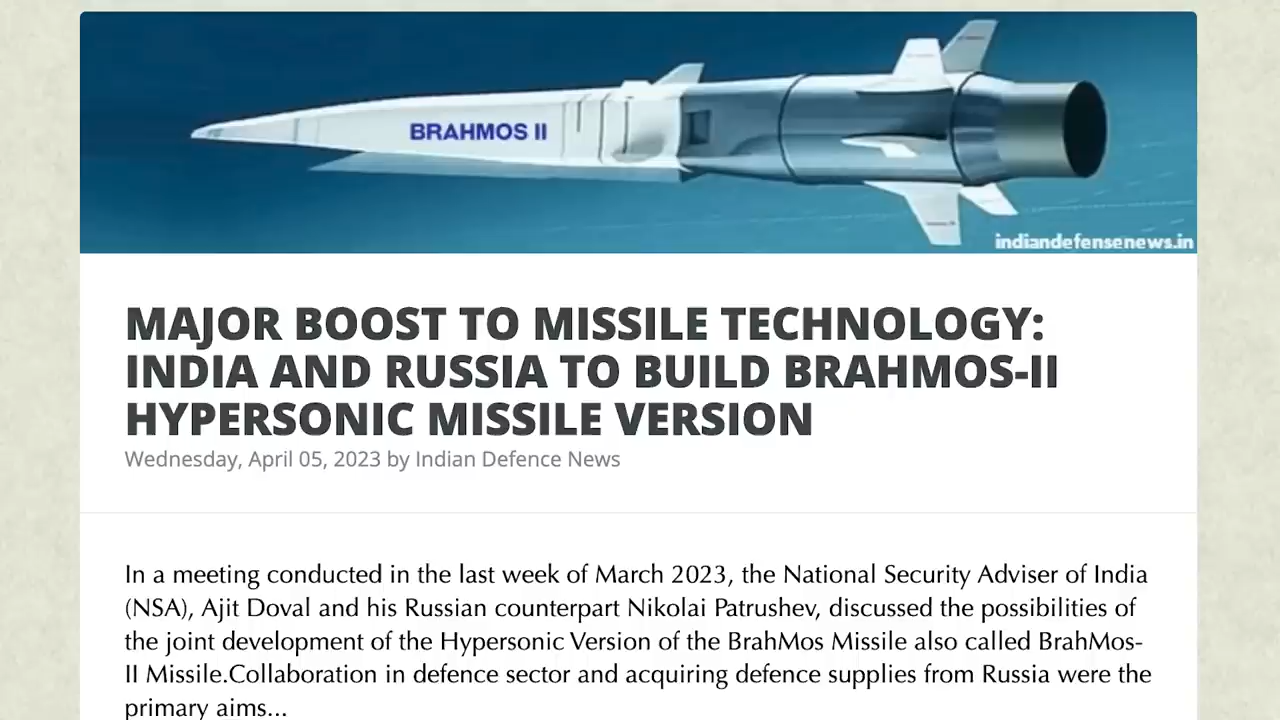 BRAHMOS II
indiandefensenews.in
MAJOR BOOST TO MISSILE TECHNOLOGY:
INDIA AND RUSSIA TO BUILD BRAHMOS-II
HYPERSONIC MISSILE VERSION
Wednesday, April 05, 2023 by Indian Defence News
In a meeting conducted in the last week of March 2023, the National Security Adviser of India
(NSA), Ajit Doval and his Russian counterpart Nikolai Patrushev, discussed the possibilities of
the joint development of the Hypersonic Version of the BrahMos Missile also called BrahMos-
II Missile.Collaboration in defence sector and acquiring defence supplies from Russia were the
primary aims...